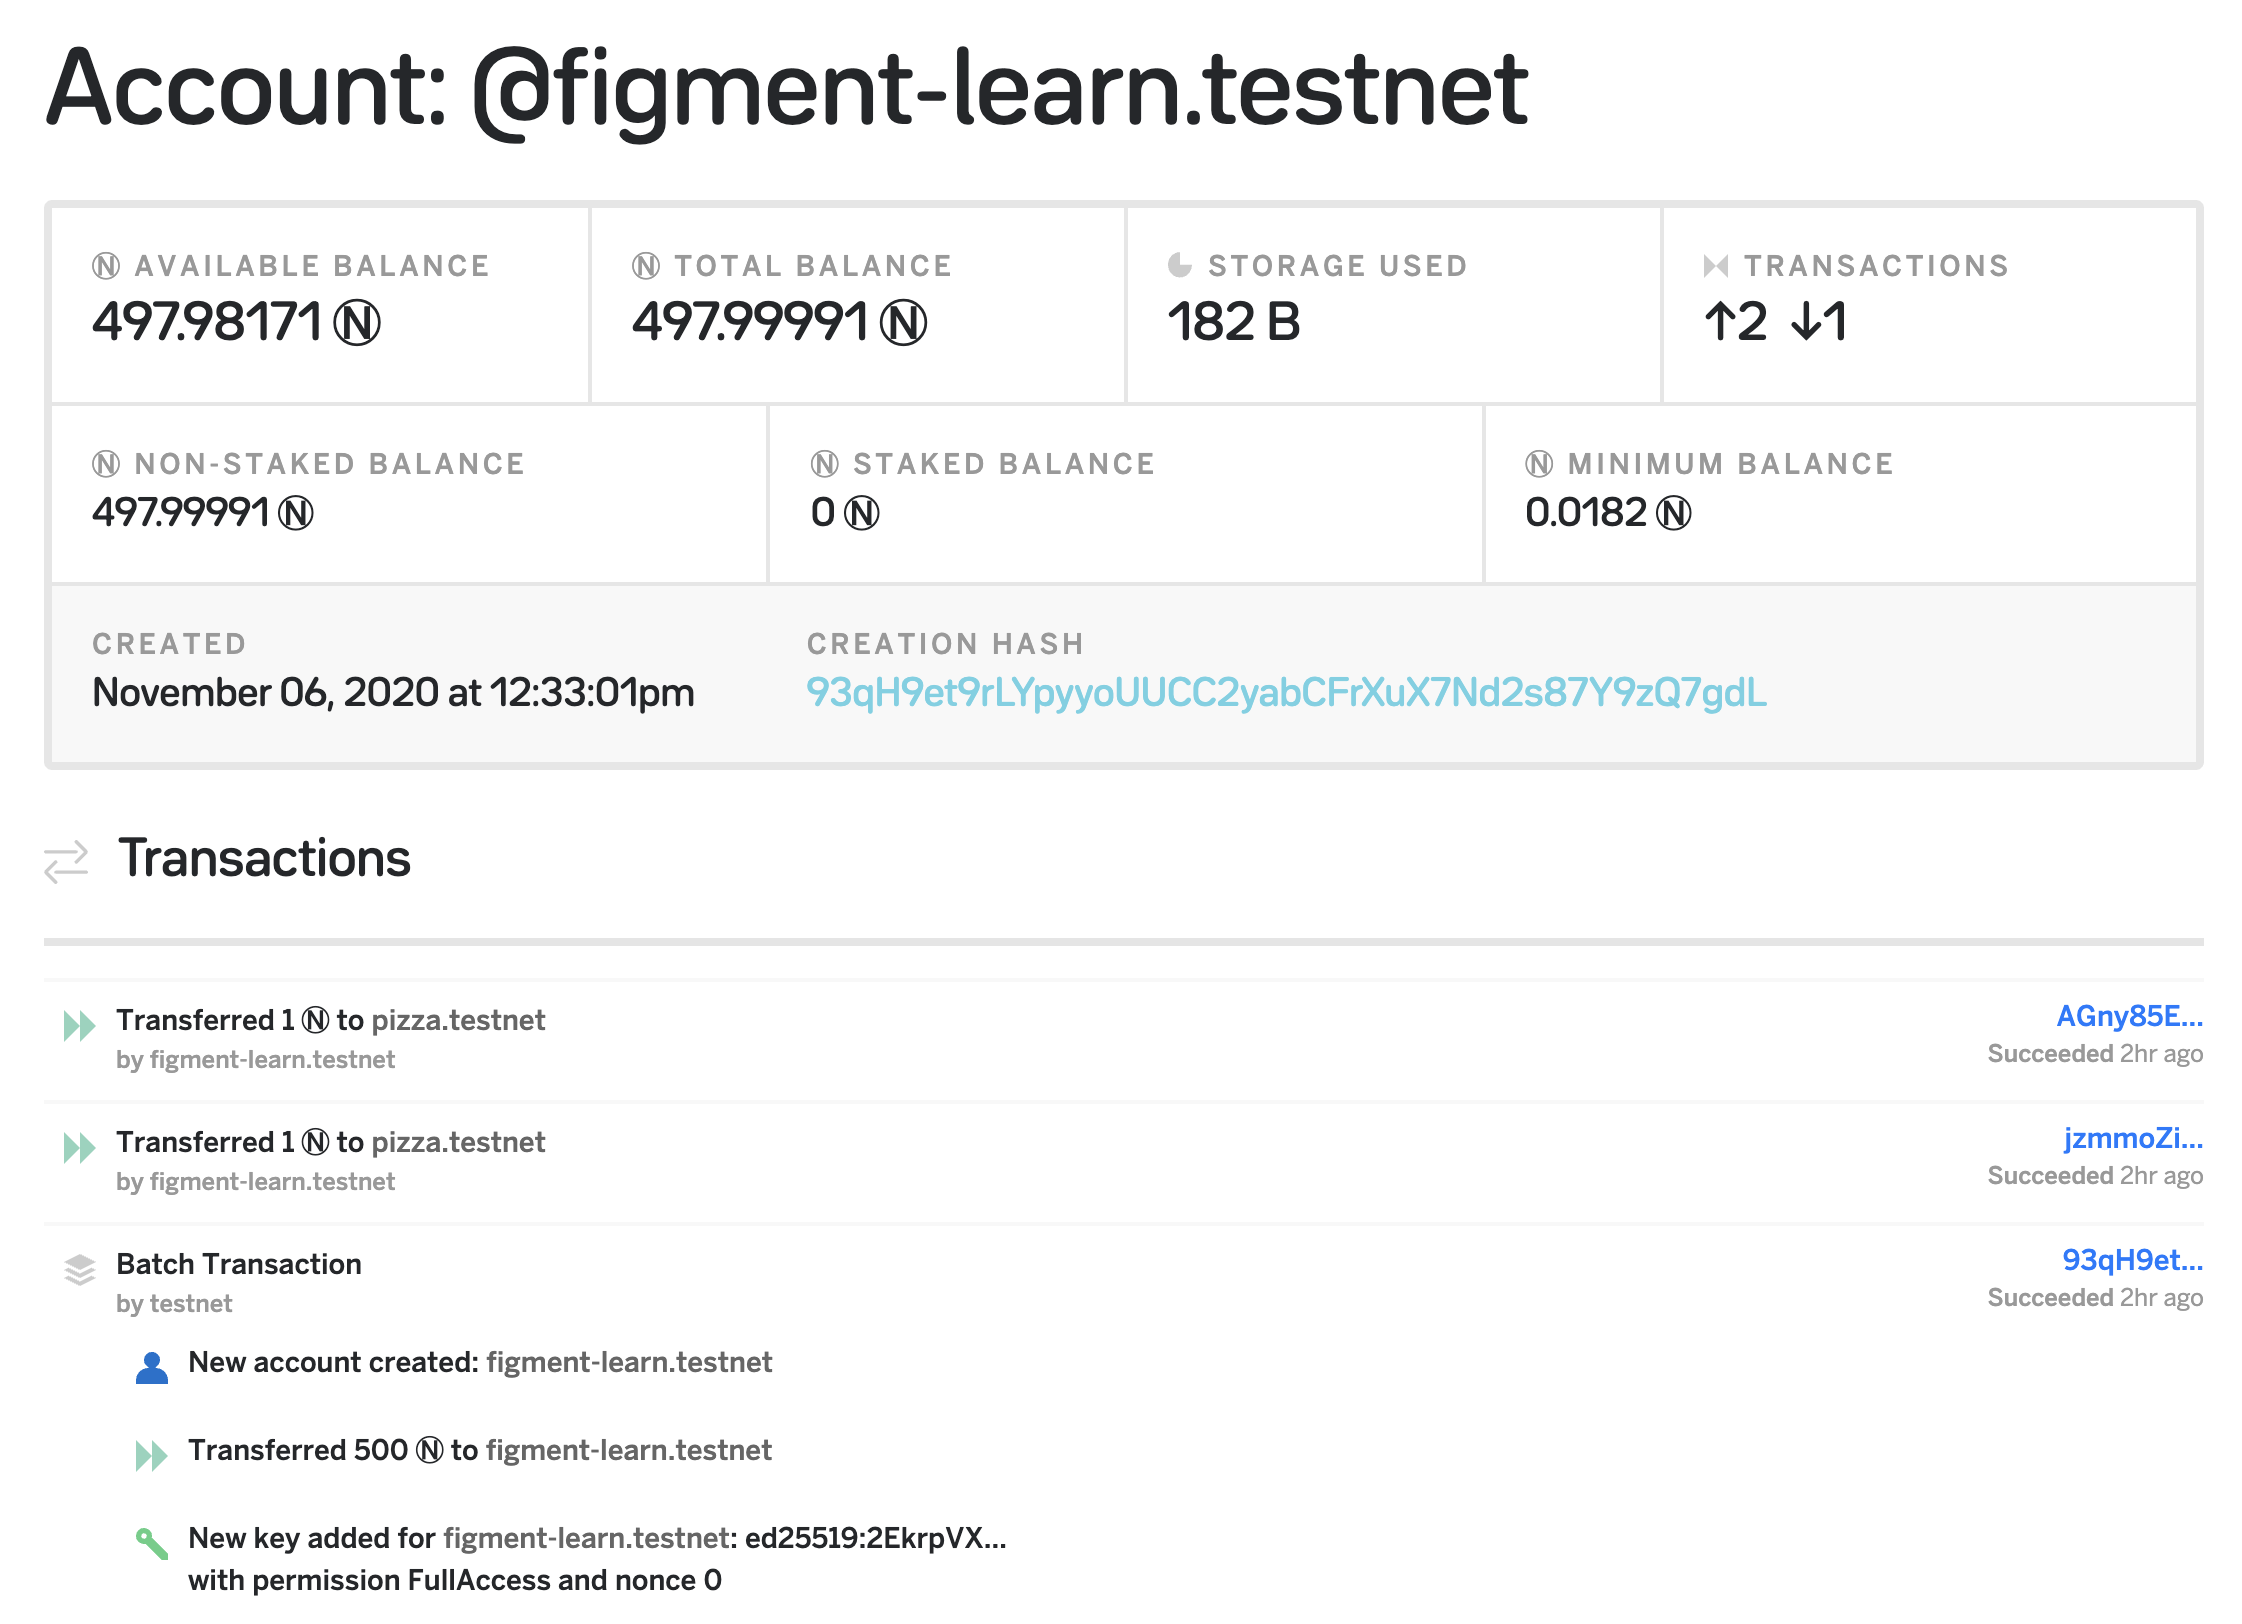 Account: @figment-learn.testnet
Ⓝ AVAILABLE BALANCE
497.98171 Ⓝ
Ⓝ TOTAL BALANCE
497.99991 Ⓝ
STORAGE USED
182 B
TRANSACTIONS
↑2 ↓1
Ⓝ NON-STAKED BALANCE
497.99991 Ⓝ
Ⓝ STAKED BALANCE
0 Ⓝ
Ⓝ MINIMUM BALANCE
0.0182 Ⓝ
CREATED
November 06, 2020 at 12:33:01pm
CREATION HASH
93qH9et9rLYpyyoUUCC2yabCFrXuX7Nd2s87Y9zQ7gdL
Transactions
Transferred 1 Ⓝ to pizza.testnet
by figment-learn.testnet
AGny85E...
Succeeded 2hr ago
Transferred 1 Ⓝ to pizza.testnet
by figment-learn.testnet
jzmmoZi...
Succeeded 2hr ago
Batch Transaction
by testnet
93qH9et...
Succeeded 2hr ago
New account created: figment-learn.testnet
Transferred 500 Ⓝ to figment-learn.testnet
New key added for figment-learn.testnet: ed25519:2EkrpVX...
with permission FullAccess and nonce 0